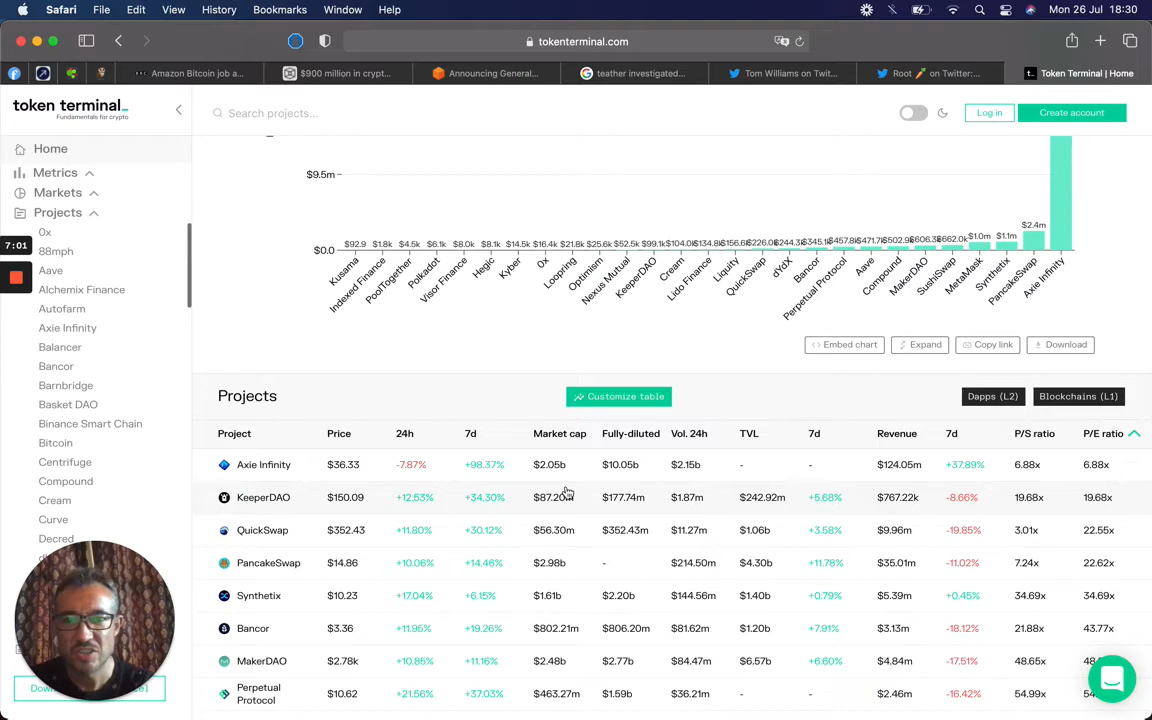 Safari File Edit View History Bookmarks Window Help Mon 26 Jul 18:30
tokenterminal.com
Amazon Bitcoin job a... $900 million in crypt... Announcing General... teather investigated... Tom Williams on Twit... Root 🥕 on Twitter:... Token Terminal | Home
token terminal_
Fundamentals for crypto
Search projects...
Log in
Create account
Home
Metrics
Markets
Projects
0x
7:01
88mph
Aave
Alchemix Finance
Autofarm
Axie Infinity
Balancer
Bancor
Barnbridge
Basket DAO
Binance Smart Chain
Bitcoin
Centrifuge
Compound
Cream
Curve
Decred
$9.5m
$0.0
$92.9 $1.8k $4.5k $6.1k $8.0k $8.1k $14.5k $16.4k $21.8k $25.6k $52.5k $99.1k $104.0k $134.8k $156.6k $226.0k $244.3k $345.1k $457.8k $471.7k $502.9k $606.3k $662.0k $1.0m $1.1m $2.4m
Kusama Indexed Finance PoolTogether Polkadot Visor Finance Hegic Kyber 0x Loopring Optimism Nexus Mutual KeeperDAO Cream Lido Finance Liquity QuickSwap dYdX Bancor Perpetual Protocol Aave Compound MakerDAO SushiSwap MetaMask Synthetix PancakeSwap Axie Infinity
Embed chart Expand Copy link Download
Projects Customize table Dapps (L2) Blockchains (L1)
Project Price 24h 7d Market cap Fully-diluted Vol. 24h TVL 7d Revenue 7d P/S ratio P/E ratio
Axie Infinity $36.33 -7.87% +98.37% $2.05b $10.05b $2.15b - - $124.05m +37.89% 6.88x 6.88x
KeeperDAO $150.09 +12.53% +34.30% $177.74m $1.87m $242.92m +5.68% $767.22k -8.66% 19.68x 19.68x
QuickSwap $352.43 +11.80% +30.12% $56.30m $352.43m $11.27m $1.06b +3.58% $9.96m -19.85% 3.01x 22.55x
PancakeSwap $14.86 +10.06% +14.46% $2.98b - $214.50m $4.30b +11.78% $35.01m -11.02% 7.24x 22.62x
Synthetix $10.23 +17.04% +6.15% $1.61b $2.20b $144.56m $1.40b +0.79% $5.39m +0.45% 34.69x 34.69x
Bancor $3.36 +11.95% +19.26% $802.21m $806.20m $81.62m $1.20b +7.91% $3.13m -18.12% 21.88x 43.77x
MakerDAO $2.78k +10.85% +11.16% $2.48b $2.77b $84.47m $6.57b +6.60% $4.84m -17.51% 48.65x
Perpetual Protocol $10.62 +21.56% +37.03% $463.27m $1.59b $36.21m - - $2.46m -16.42% 54.99x